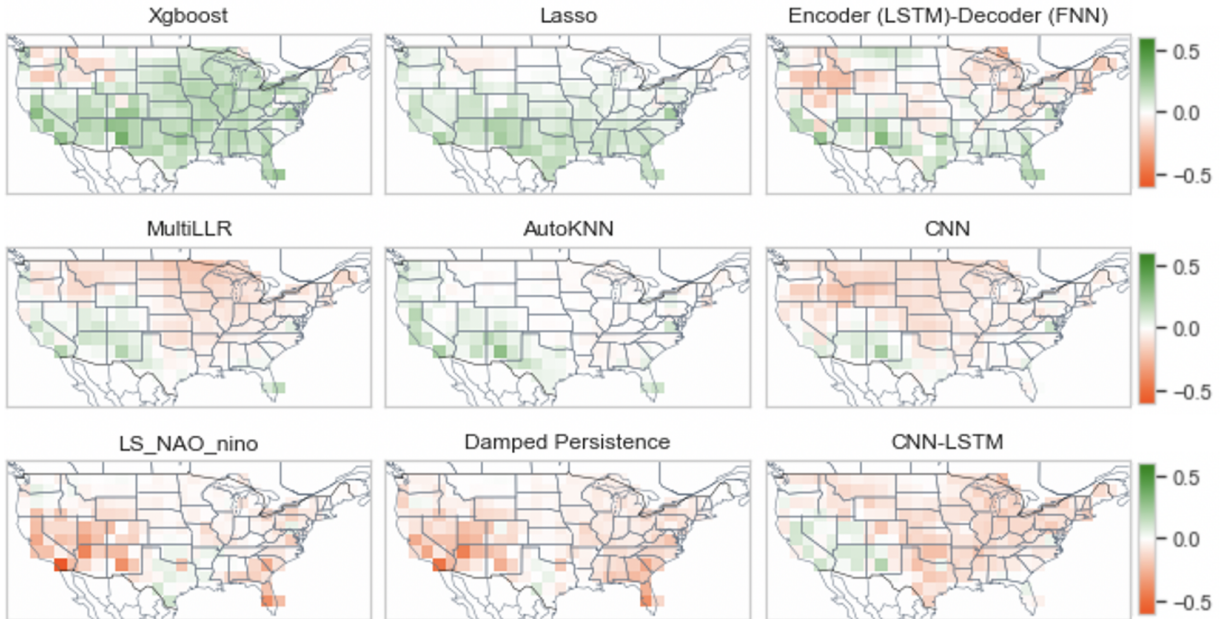 Xgboost
Lasso
Encoder (LSTM)-Decoder (FNN)
0.5
0.0
−0.5
MultiLLR
AutoKNN
CNN
0.5
0.0
−0.5
LS_NAO_nino
Damped Persistence
CNN-LSTM
0.5
0.0
−0.5